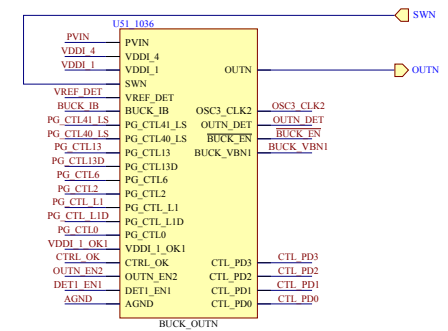 SWN
U51_1036
PVIN PVIN
VDDI_4 VDDI_4
VDDI_1 VDDI_1 OUTN OUTN
SWN
VREF_DET VREF_DET
BUCK_IB BUCK_IB OSC3_CLK2 OSC3_CLK2
PG_CTL41_LS PG_CTL41_LS OUTN_DET OUTN_DET
PG_CTL40_LS PG_CTL40_LS BUCK_EN BUCK_EN
PG_CTL13 PG_CTL13 BUCK_VBN1 BUCK_VBN1
PG_CTL13D PG_CTL13D
PG_CTL6 PG_CTL6
PG_CTL2 PG_CTL2
PG_CTL_L1 PG_CTL_L1
PG_CTL_L1D PG_CTL_L1D
PG_CTL0 PG_CTL0
VDDI_1_OK1 VDDI_1_OK1
CTRL_OK CTRL_OK CTL_PD3 CTL_PD3
OUTN_EN2 OUTN_EN2 CTL_PD2 CTL_PD2
DET1_EN1 DET1_EN1 CTL_PD1 CTL_PD1
AGND AGND CTL_PD0 CTL_PD0
BUCK_OUTN